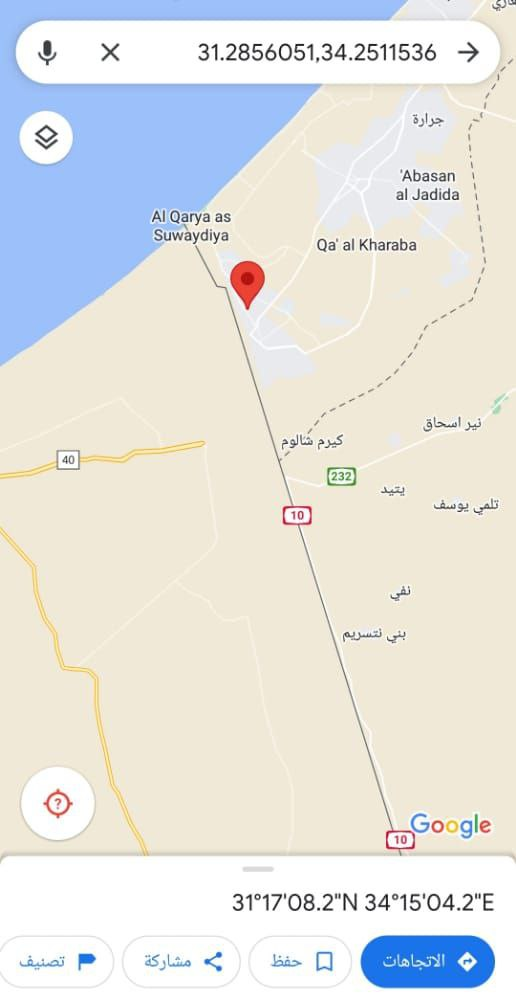 31.2856051,34.2511536
جرارة
'Abasan
al Jadida
Al Qarya as
Suwaydiya
Qa' al Kharaba
نير اسحاق
كيرم شالوم
40
232
يتيد
تلمي يوسف
10
نفي
بني نتسريم
?
Google
10
31°17'08.2"N 34°15'04.2"E
الاتجاهات
حفظ
مشاركة
تصنيف